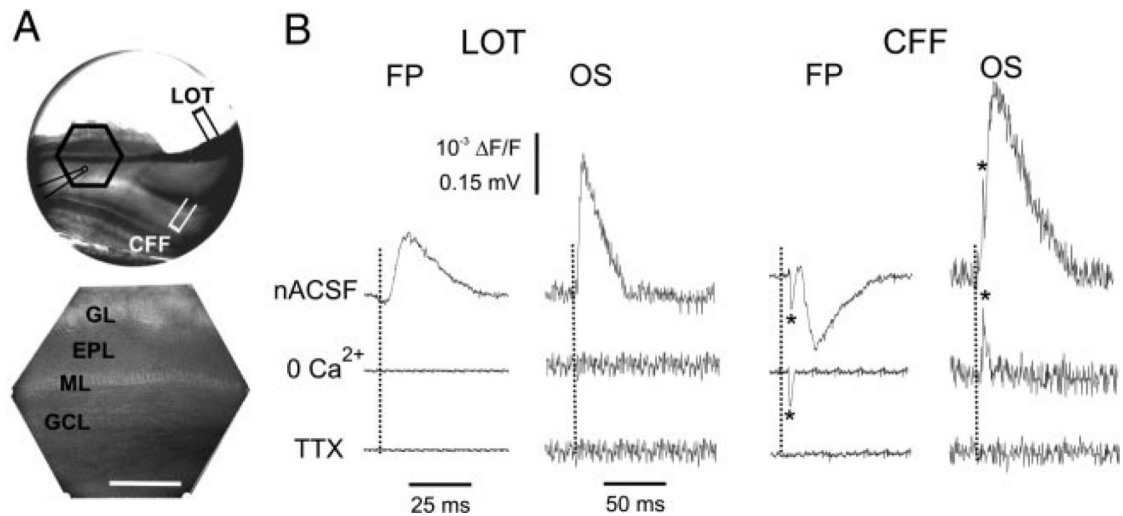 A
LOT
CFF
GL
EPL
ML
GCL
B
LOT
CFF
FP
OS
FP
OS
10⁻³ ΔF/F
0.15 mV
*
nACSF
*
*
0 Ca²⁺
*
TTX
25 ms
50 ms